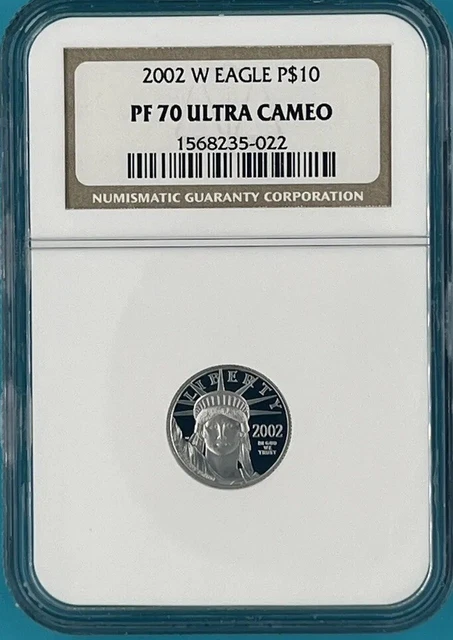 2002 W EAGLE P$10
PF 70 ULTRA CAMEO
1568235-022
NUMISMATIC GUARANTY CORPORATION
LIBERTY
2002
IN GOD
WE
TRUST